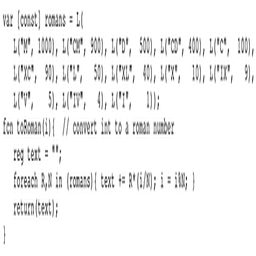 var [const] romans = L(
   L("M", 1000), L("CM", 900), L("D",  500), L("CD", 400), L("C",  100),
   L("XC",  90), L("L",   50), L("XL",  40), L("X",   10), L("IX",   9),
   L("V",    5), L("IV",   4), L("I",    1));
fcn toRoman(i){  // convert int to a roman number
   reg text = "";
   foreach R,N in (romans){ text += R*(i/N); i = i%N; }
   return(text);
}